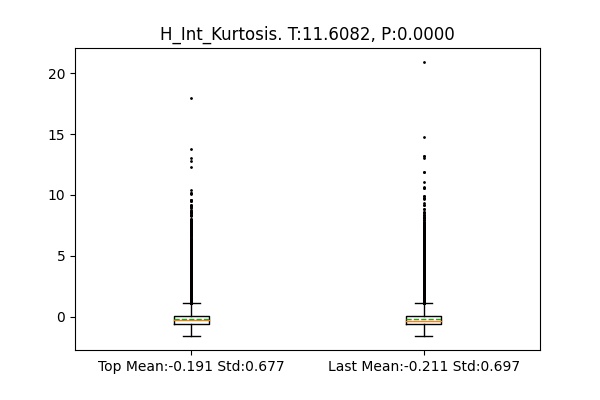 H_Int_Kurtosis. T:11.6082, P:0.0000
20
15
10
5
0
Top Mean:-0.191 Std:0.677
Last Mean:-0.211 Std:0.697